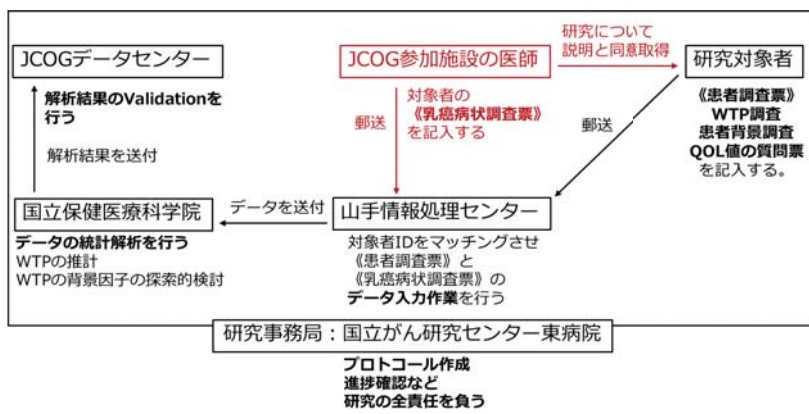 JCOGデータセンター
JCOG参加施設の医師
研究について
説明と同意取得
研究対象者
解析結果のValidationを
行う
解析結果を送付
郵送
対象者の
《乳癌病状調査票》
を記入する
郵送
《患者調査票》
WTP調査
患者背景調査
QOL値の質問票
を記入する。
国立保健医療科学院
データを送付
山手情報処理センター
データの統計解析を行う
WTPの推計
WTPの背景因子の探索的検討
対象者IDをマッチングさせ
《患者調査票》と
《乳癌病状調査票》の
データ入力作業を行う
研究事務局：国立がん研究センター東病院
プロトコール作成
進捗確認など
研究の全責任を負う